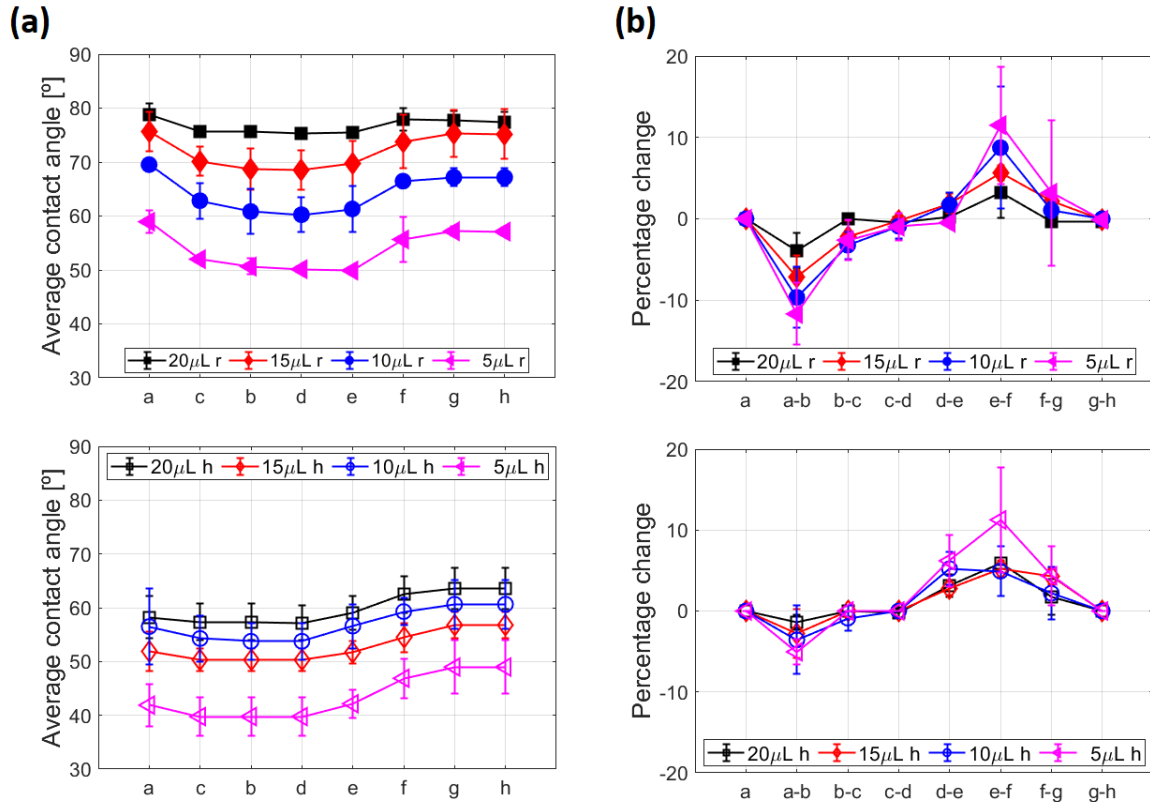 (a)
(b)
Average contact angle [º]
90
80
70
60
50
40
30
20μL r 15μL r 10μL r 5μL r
a c b d e f g h
Percentage change
20
10
0
-10
-20
20μL r 15μL r 10μL r 5μL r
a a-b b-c c-d d-e e-f f-g g-h
Average contact angle [º]
90
80
70
60
50
40
30
20μL h 15μL h 10μL h 5μL h
a c b d e f g h
Percentage change
20
10
0
-10
-20
20μL h 15μL h 10μL h 5μL h
a a-b b-c c-d d-e e-f f-g g-h